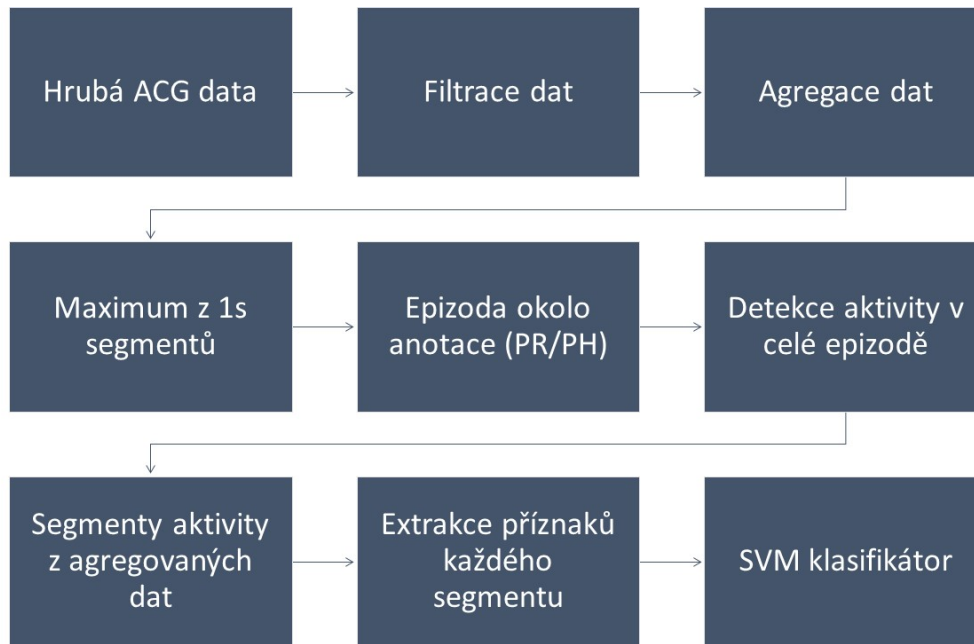 Hrubá ACG data
Filtrace dat
Agregace dat
Maximum z 1s
segmentů
Epizoda okolo
anotace (PR/PH)
Detekce aktivity v
celé epizodě
Segmenty aktivity
z agregovaných
dat
Extrakce příznaků
každého
segmentu
SVM klasifikátor